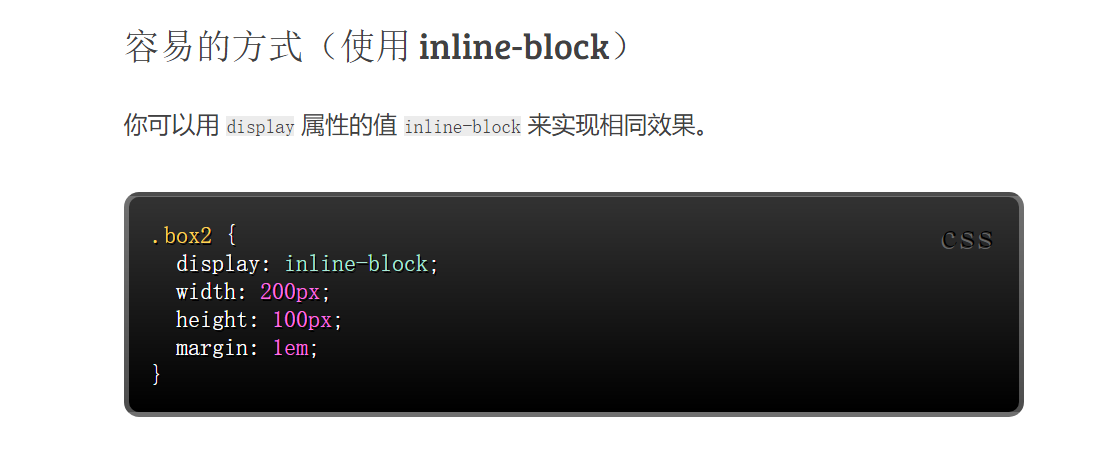 容易的方式（使用 inline-block）
你可以用 display 属性的值 inline-block 来实现相同效果。
css
.box2 {
  display: inline-block;
  width: 200px;
  height: 100px;
  margin: 1em;
}